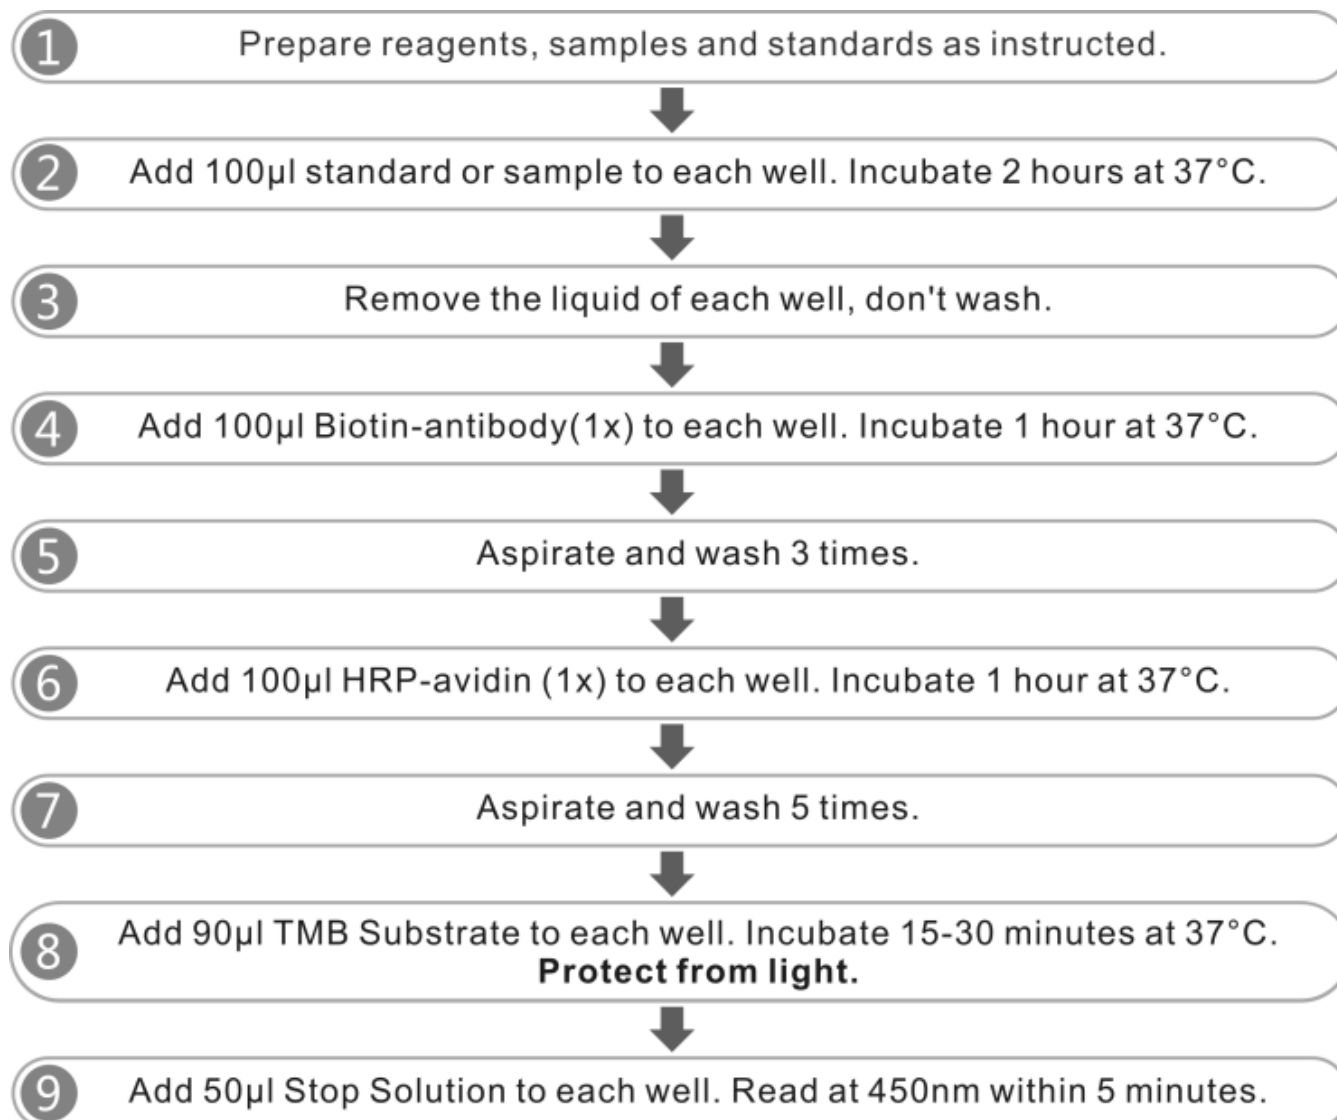 1 Prepare reagents, samples and standards as instructed.
2 Add 100µl standard or sample to each well. Incubate 2 hours at 37°C.
3 Remove the liquid of each well, don't wash.
4 Add 100µl Biotin-antibody(1x) to each well. Incubate 1 hour at 37°C.
5 Aspirate and wash 3 times.
6 Add 100µl HRP-avidin (1x) to each well. Incubate 1 hour at 37°C.
7 Aspirate and wash 5 times.
8 Add 90µl TMB Substrate to each well. Incubate 15-30 minutes at 37°C.
Protect from light.
9 Add 50µl Stop Solution to each well. Read at 450nm within 5 minutes.